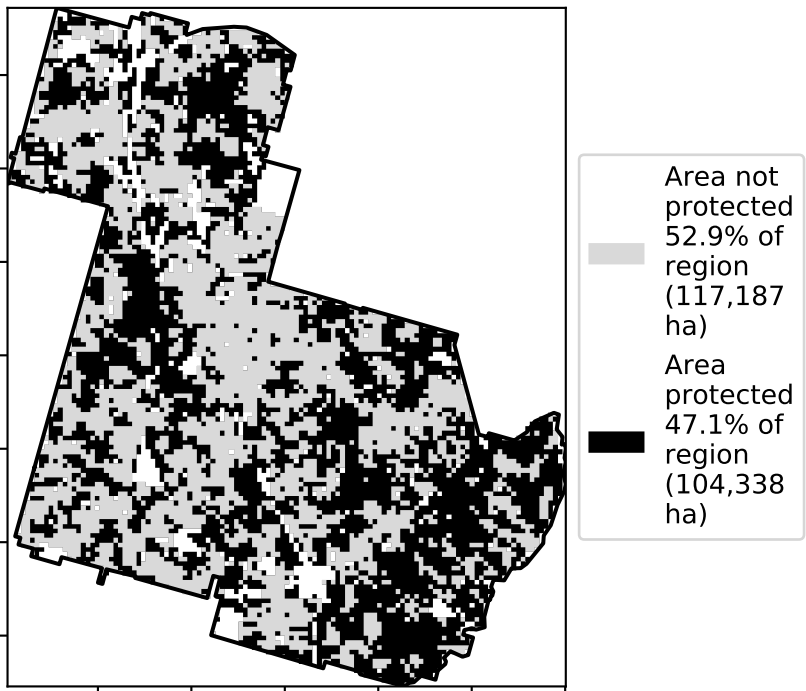 Area not
protected
52.9% of
region
(117,187
ha)
Area
protected
47.1% of
region
(104,338
ha)